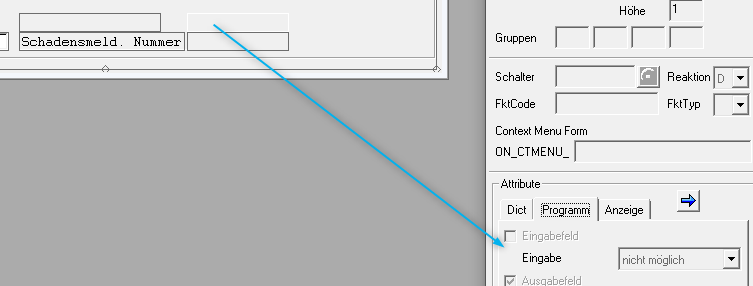 Höhe 1
Gruppen
Schadensmeld. Nummer
Schalter Reaktion D
FktCode FktTyp
Context Menu Form
ON_CTMENU_
Attribute
Dict Programm Anzeige
Eingabefeld
Eingabe nicht möglich
Ausgabefeld